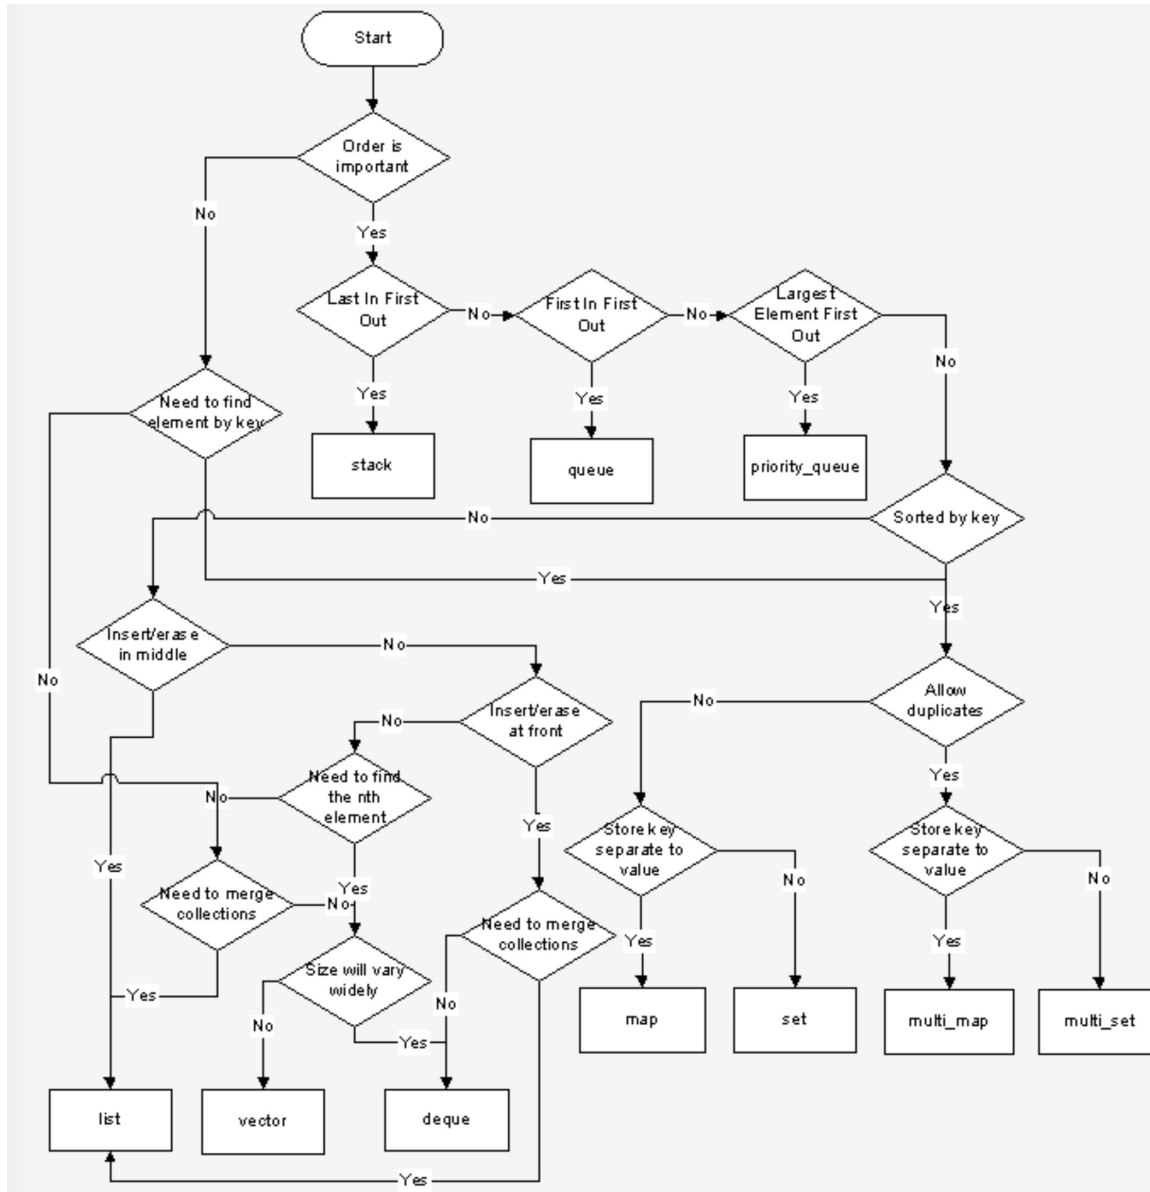 Start
Order is
important
No
Yes
Last In First
Out
No
First In First
Out
No
Largest
Element First
Out
No
Need to find
element by key
Yes
Yes
Yes
stack
queue
priority_queue
No
Sorted by key
Yes
Yes
Insert/erase
in middle
No
No
Insert/erase
at front
No
No
Allow
duplicates
Need to find
the nth
element
No
Yes
Yes
Store key
separate to
value
Store key
separate to
value
Yes
Yes
No
No
Need to merge
collections
No
Need to merge
collections
Yes
Yes
Size will vary
widely
Yes
No
No
Yes
map
set
multi_map
multi_set
list
vector
deque
Yes